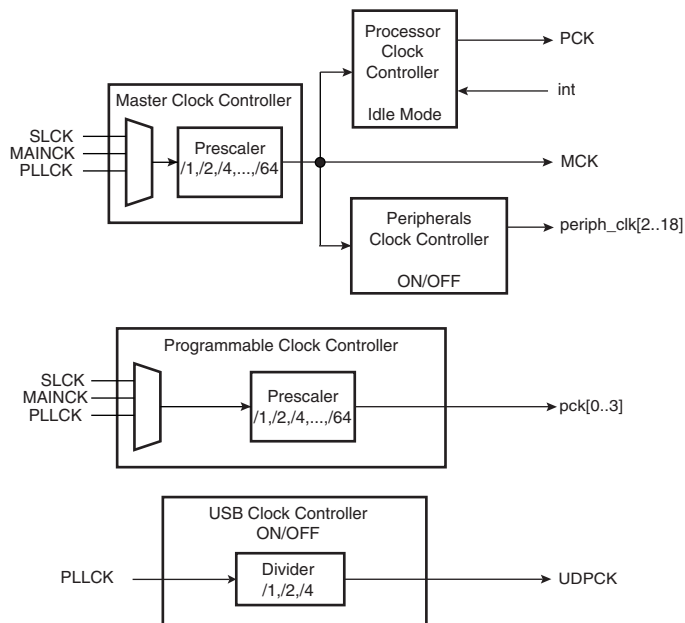 Processor
Clock
Controller
Idle Mode
PCK
int
Master Clock Controller
SLCK
MAINCK
PLLCK
Prescaler
/1,/2,/4,...,/64
MCK
Peripherals
Clock Controller
ON/OFF
periph_clk[2..18]
Programmable Clock Controller
SLCK
MAINCK
PLLCK
Prescaler
/1,/2,/4,...,/64
pck[0..3]
USB Clock Controller
ON/OFF
PLLCK
Divider
/1,/2,/4
UDPCK